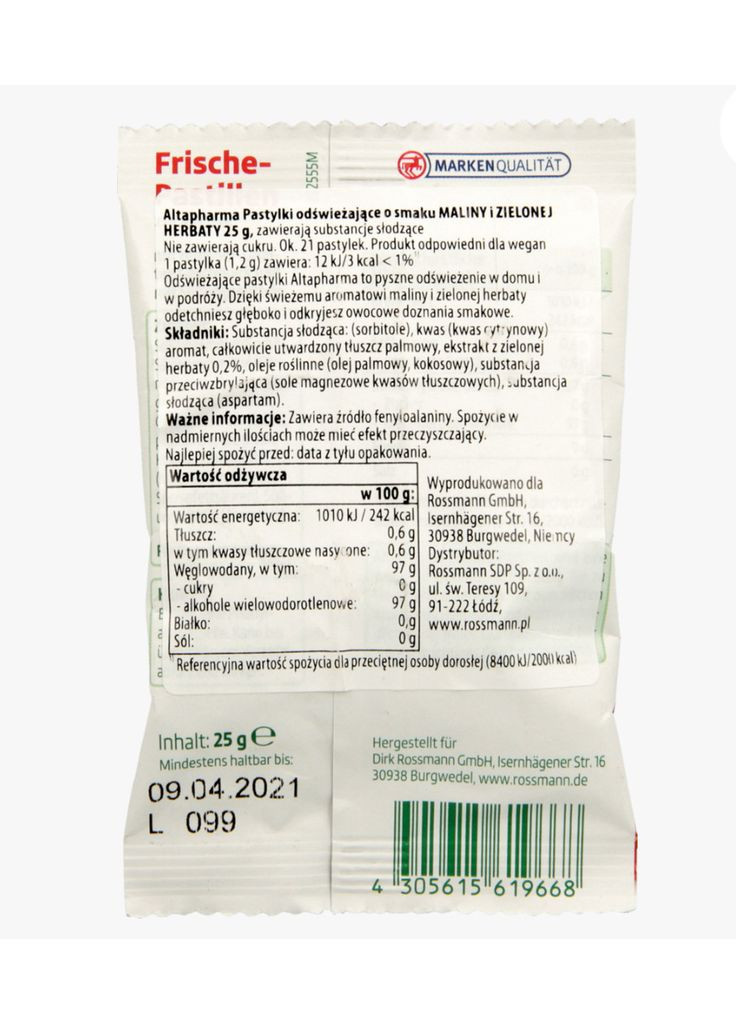 Frische-
Pastillen
2555M
MARKENQUALITÄT
Altapharma Pastylki odświeżające o smaku MALINY i ZIELONEJ
HERBATY 25 g, zawierają substancje słodzące
Nie zawierają cukru. Ok. 21 pastylek. Produkt odpowiedni dla wegan
1 pastylka (1,2 g) zawiera: 12 kJ/3 kcal < 1%
Odświeżające pastylki Altapharma to pyszne odświeżenie w domu i
w podróży. Dzięki świeżemu aromatowi maliny i zielonej herbaty
odetchniesz głęboko i odkryjesz owocowe doznania smakowe.
Składniki: Substancja słodząca: (sorbitole), kwas (kwas cytrynowy)
aromat, całkowicie utwardzony tłuszcz palmowy, ekstrakt z zielonej
herbaty 0,2%, oleje roślinne (olej palmowy, kokosowy), substancja
przeciwzbrylająca (sole magnezowe kwasów tłuszczowych), substancja
słodząca (aspartam).
Ważne informacje: Zawiera źródło fenyloalaniny. Spożycie w
nadmiernych ilościach może mieć efekt przeczyszczający.
Najlepiej spożyć przed: data z tyłu opakowania.
Wartość odżywcza
w 100 g:
Wartość energetyczna: 1010 kJ / 242 kcal
Tłuszcz: 0,6 g
w tym kwasy tłuszczowe nasycone: 0,6 g
Węglowodany, w tym: 97 g
- cukry 0 g
- alkohole wielowodorotlenowe: 97 g
Białko: 0,g
Sól: 0 g
Wyprodukowano dla
Rossmann GmbH,
Isernhägener Str. 16,
30938 Burgwedel, Niemcy
Dystrybutor:
Rossmann SDP Sp. z o.o.,
ul. św. Teresy 109,
91-222 Łódź,
www.rossmann.pl
Referencyjna wartość spożycia dla przeciętnej osoby dorosłej (8400 kJ/2000 kcal)
Inhalt: 25 g e
Mindestens haltbar bis:
09.04.2021
L 099
Hergestellt für
Dirk Rossmann GmbH, Isernhägener Str. 16
30938 Burgwedel, www.rossmann.de
4 305615 619668